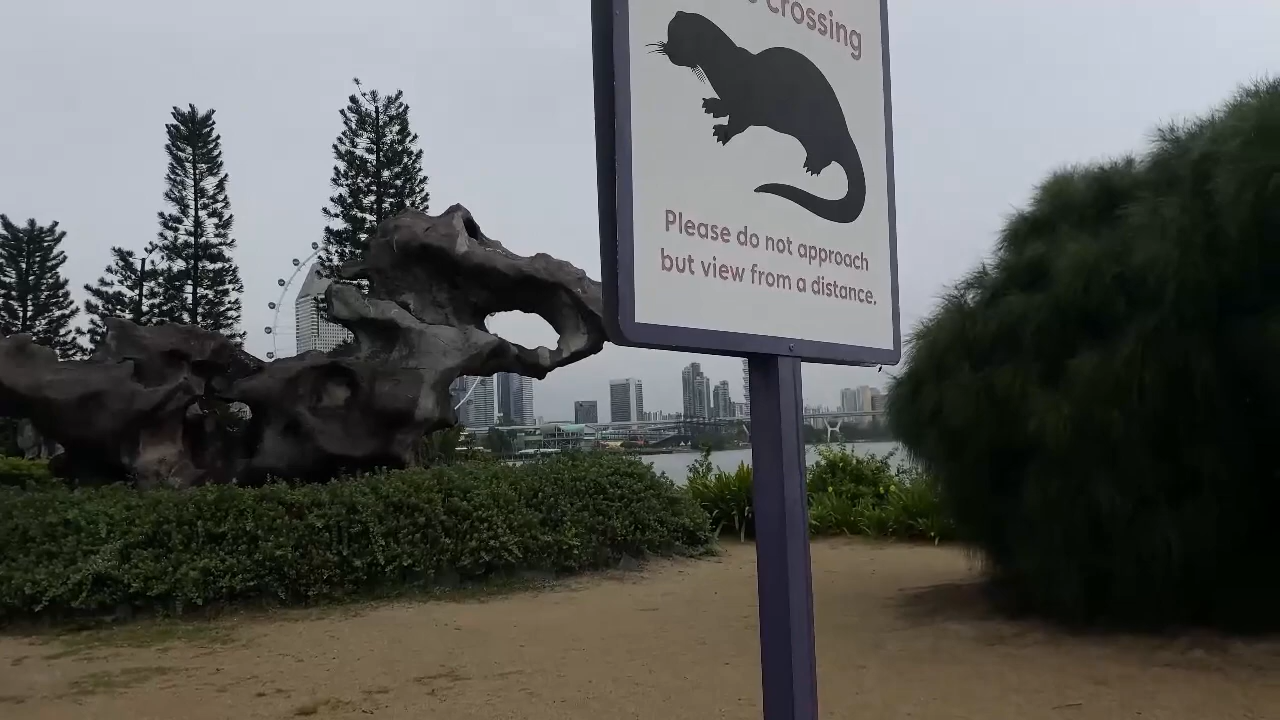 crossing
Please do not approach
but view from a distance.